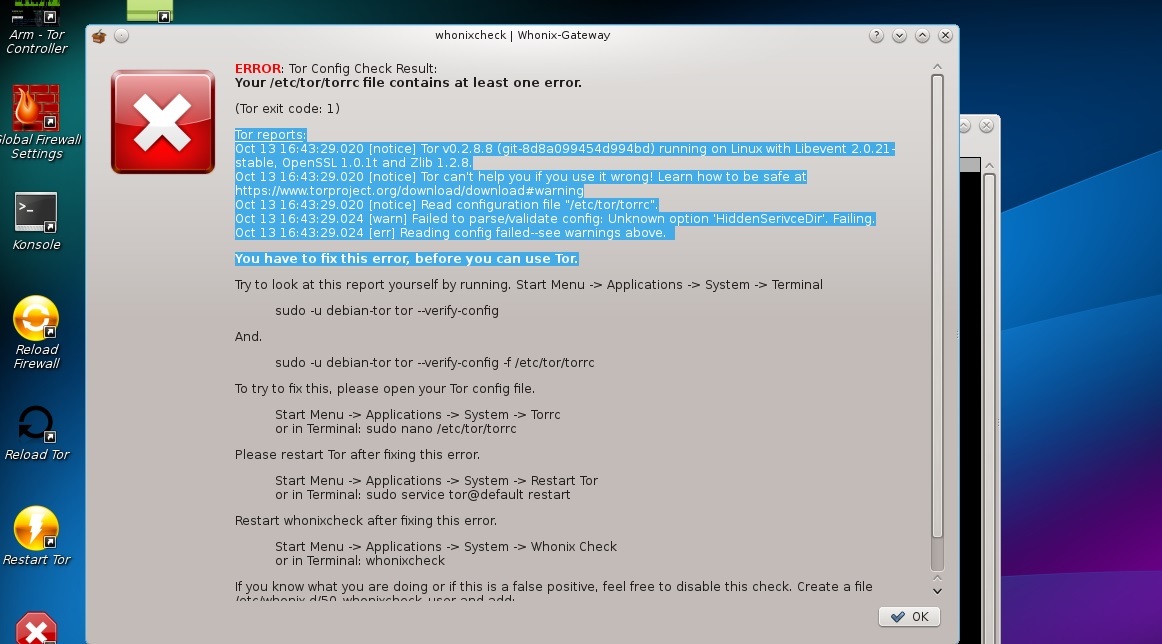 Arm - Tor
Controller
Global Firewall
Settings
Konsole
Reload
Firewall
Reload Tor
Restart Tor
whonixcheck | Whonix-Gateway
ERROR: Tor Config Check Result:
Your /etc/tor/torrc file contains at least one error.
(Tor exit code: 1)
Tor reports:
Oct 13 16:43:29.020 [notice] Tor v0.2.8.8 (git-8d8a099454d994bd) running on Linux with Libevent 2.0.21-
stable, OpenSSL 1.0.1t and Zlib 1.2.8.
Oct 13 16:43:29.020 [notice] Tor can't help you if you use it wrong! Learn how to be safe at
https://www.torproject.org/download/download#warning
Oct 13 16:43:29.020 [notice] Read configuration file "/etc/tor/torrc".
Oct 13 16:43:29.024 [warn] Failed to parse/validate config: Unknown option 'HiddenSerivceDir'. Failing.
Oct 13 16:43:29.024 [err] Reading config failed--see warnings above.
You have to fix this error, before you can use Tor.
Try to look at this report yourself by running. Start Menu -> Applications -> System -> Terminal
sudo -u debian-tor tor --verify-config
And.
sudo -u debian-tor tor --verify-config -f /etc/tor/torrc
To try to fix this, please open your Tor config file.
Start Menu -> Applications -> System -> Torrc
or in Terminal: sudo nano /etc/tor/torrc
Please restart Tor after fixing this error.
Start Menu -> Applications -> System -> Restart Tor
or in Terminal: sudo service tor@default restart
Restart whonixcheck after fixing this error.
Start Menu -> Applications -> System -> Whonix Check
or in Terminal: whonixcheck
If you know what you are doing or if this is a false positive, feel free to disable this check. Create a file
/etc/whonix.d/50_whonixcheck_user and add:
OK